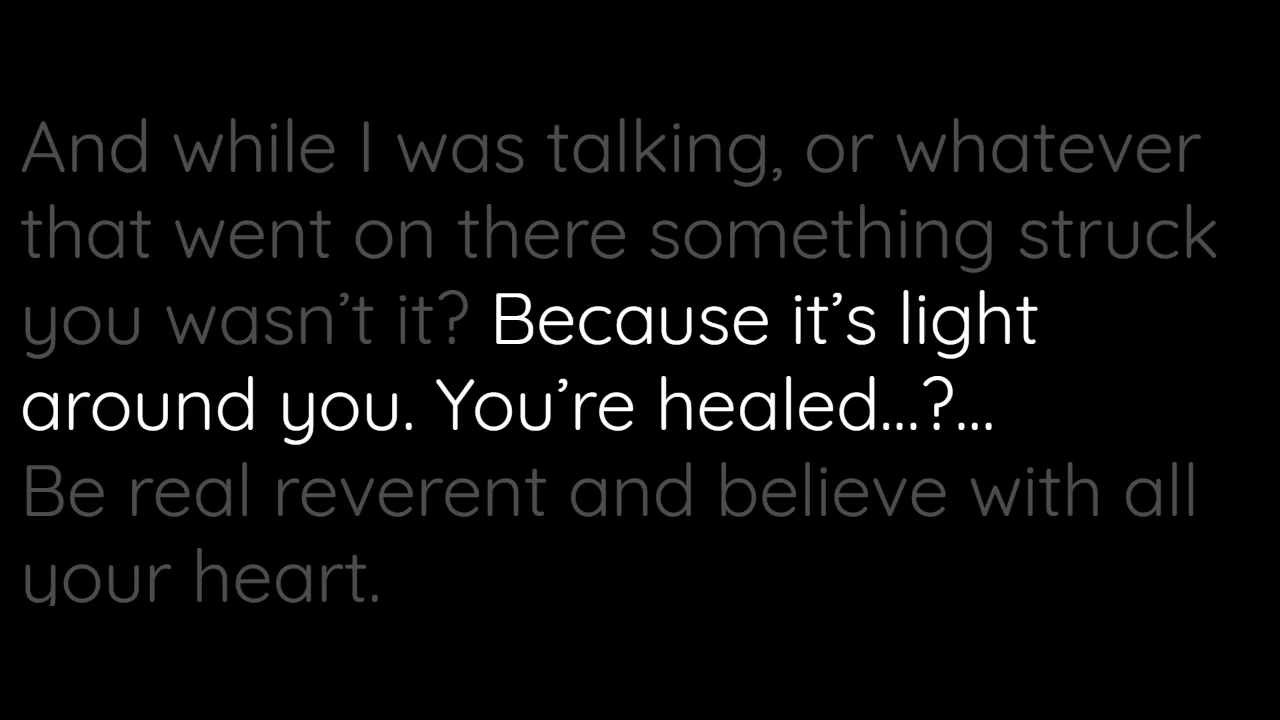 And while I was talking, or whatever
that went on there something struck
you wasn’t it? Because it’s light
around you. You’re healed...?...
Be real reverent and believe with all
your heart.